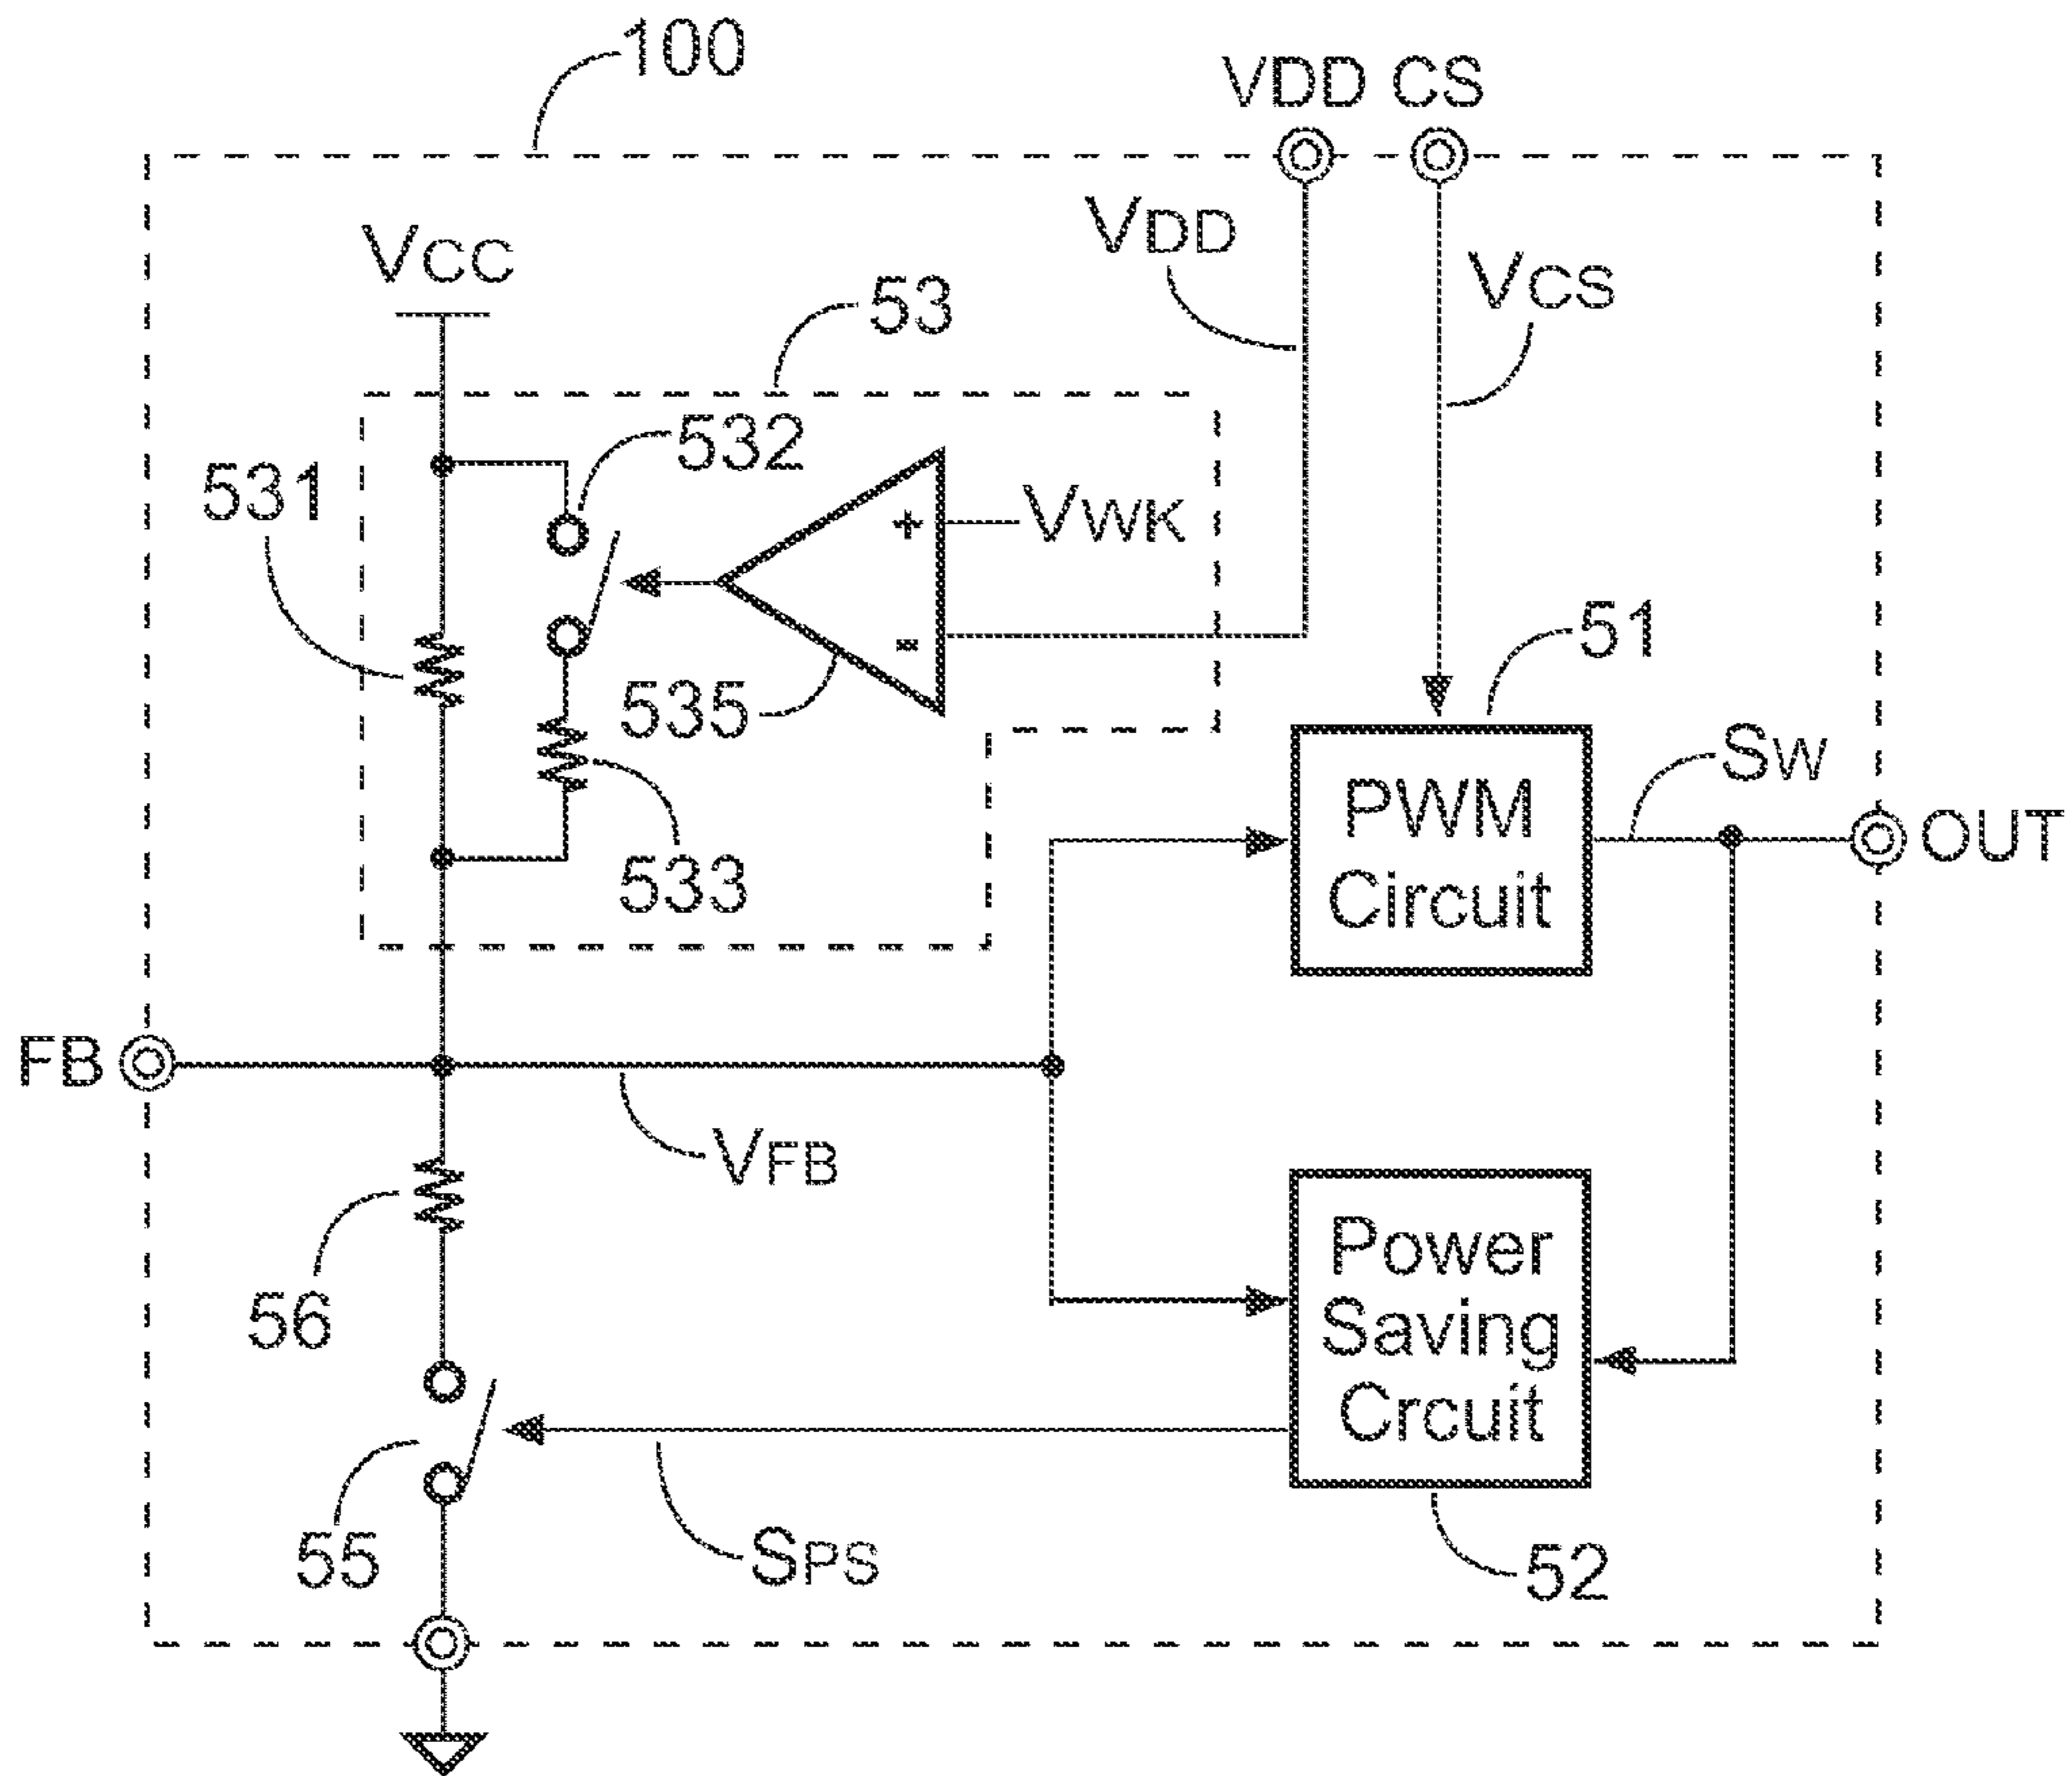 100
VDD CS
VDD
VCC
VCS
53
532
531
+
VWK
-
51
535
SW
PWM
Circuit
OUT
533
FB
VFB
Power
Saving
Crcuit
56
55
SPS
52